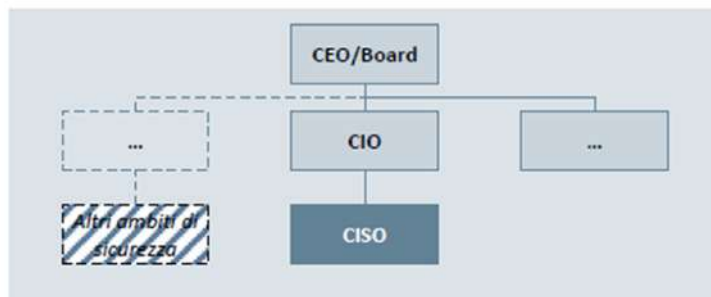 CEO/Board
...
CIO
...
Altri ambiti di
sicurezza
CISO